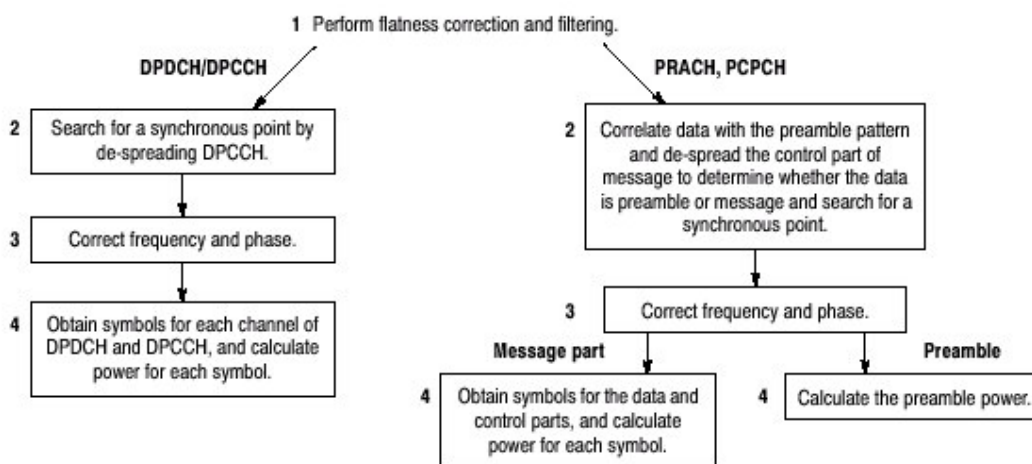 1 Perform flatness correction and filtering.
DPDCH/DPCCH
2 Search for a synchronous point by
de-spreading DPCCH.
3 Correct frequency and phase.
4 Obtain symbols for each channel of
DPDCH and DPCCH, and calculate
power for each symbol.
PRACH, PCPCH
2 Correlate data with the preamble pattern
and de-spread the control part of
message to determine whether the data
is preamble or message and search for a
synchronous point.
3 Correct frequency and phase.
Message part
4 Obtain symbols for the data and
control parts, and calculate
power for each symbol.
Preamble
4 Calculate the preamble power.